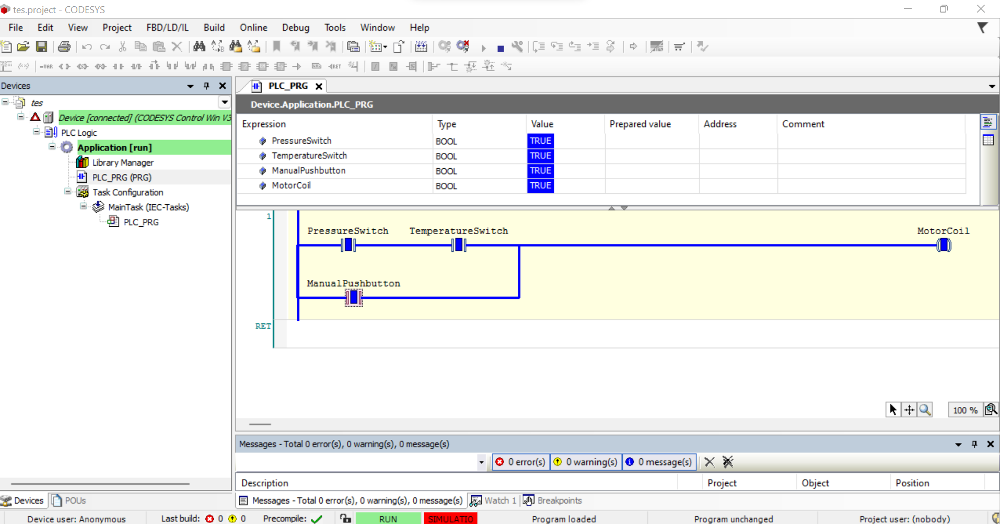 tes.project - CODESYS
File Edit View Project FBD/LD/IL Build Online Debug Tools Window Help
Devices
tes
Device [connected] (CODESYS Control Win V3
PLC Logic
Application [run]
Library Manager
PLC_PRG (PRG)
Task Configuration
MainTask (IEC-Tasks)
PLC_PRG
Devices POUs
PLC_PRG
Device.Application.PLC_PRG
Expression Type Value Prepared value Address Comment
PressureSwitch BOOL TRUE
TemperatureSwitch BOOL TRUE
ManualPushbutton BOOL TRUE
MotorCoil BOOL TRUE
1
PressureSwitch TemperatureSwitch MotorCoil
ManualPushbutton
RET
100 %
Messages - Total 0 error(s), 0 warning(s), 0 message(s)
0 error(s) 0 warning(s) 0 message(s)
Description Project Object Position
Messages - Total 0 error(s), 0 warning(s), 0 message(s) Watch 1 Breakpoints
Device user: Anonymous Last build: 0 0 Precompile: RUN SIMULATIO Program loaded Program unchanged Project user: (nobody)